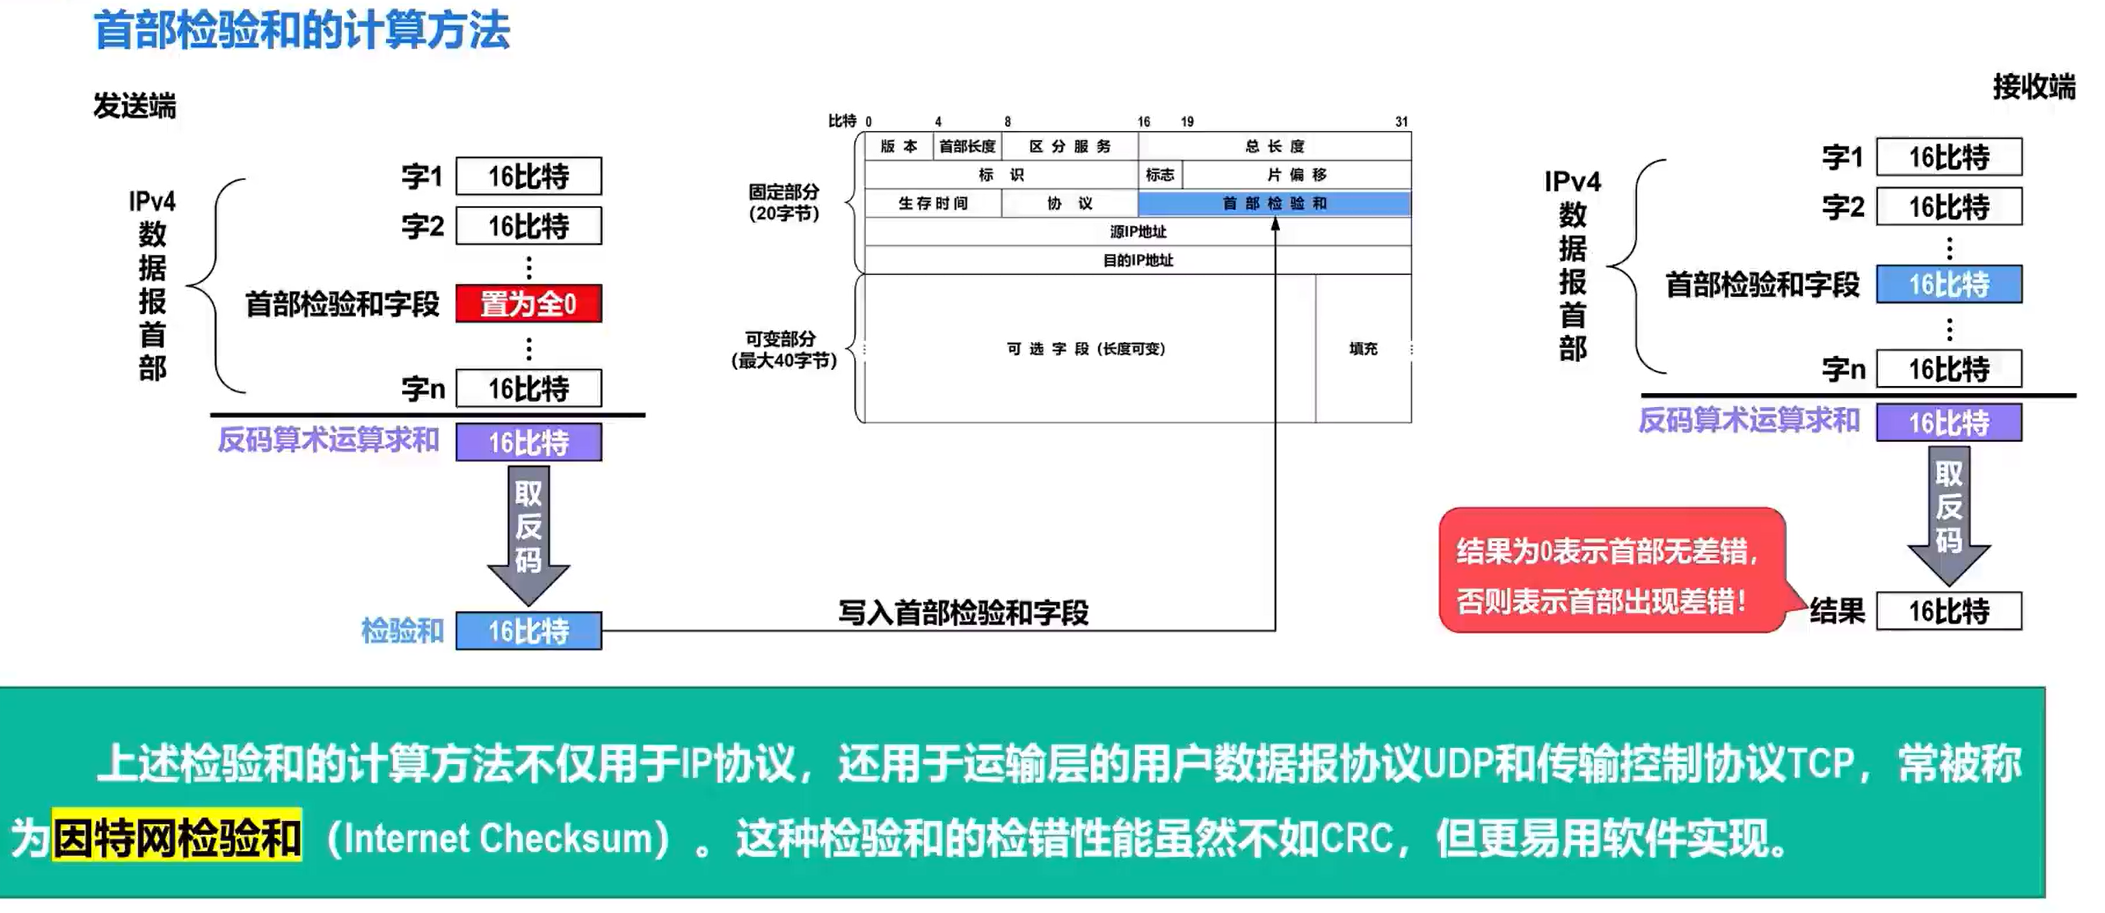 首部检验和的计算方法
发送端
IPv4
数
据
报
首
部
字1 16比特
字2 16比特
首部检验和字段 置为全0
字n 16比特
反码算术运算求和 16比特
取
反
码
检验和 16比特
写入首部检验和字段
比特 0 4 8 16 19 31
版 本 首部长度 区 分 服 务 总 长 度
标 识 标志 片 偏 移
生 存 时 间 协 议 首 部 检 验 和
源IP地址
目的IP地址
可 选 字 段 (长度可变) 填充
固定部分
(20字节)
可变部分
(最大40字节)
接收端
IPv4
数
据
报
首
部
字1 16比特
字2 16比特
首部检验和字段 16比特
字n 16比特
反码算术运算求和 16比特
取
反
码
结果 16比特
结果为0表示首部无差错，
否则表示首部出现差错！
上述检验和的计算方法不仅用于IP协议，还用于运输层的用户数据报协议UDP和传输控制协议TCP，常被称
为因特网检验和（Internet Checksum）。这种检验和的检错性能虽然不如CRC，但更易用软件实现。